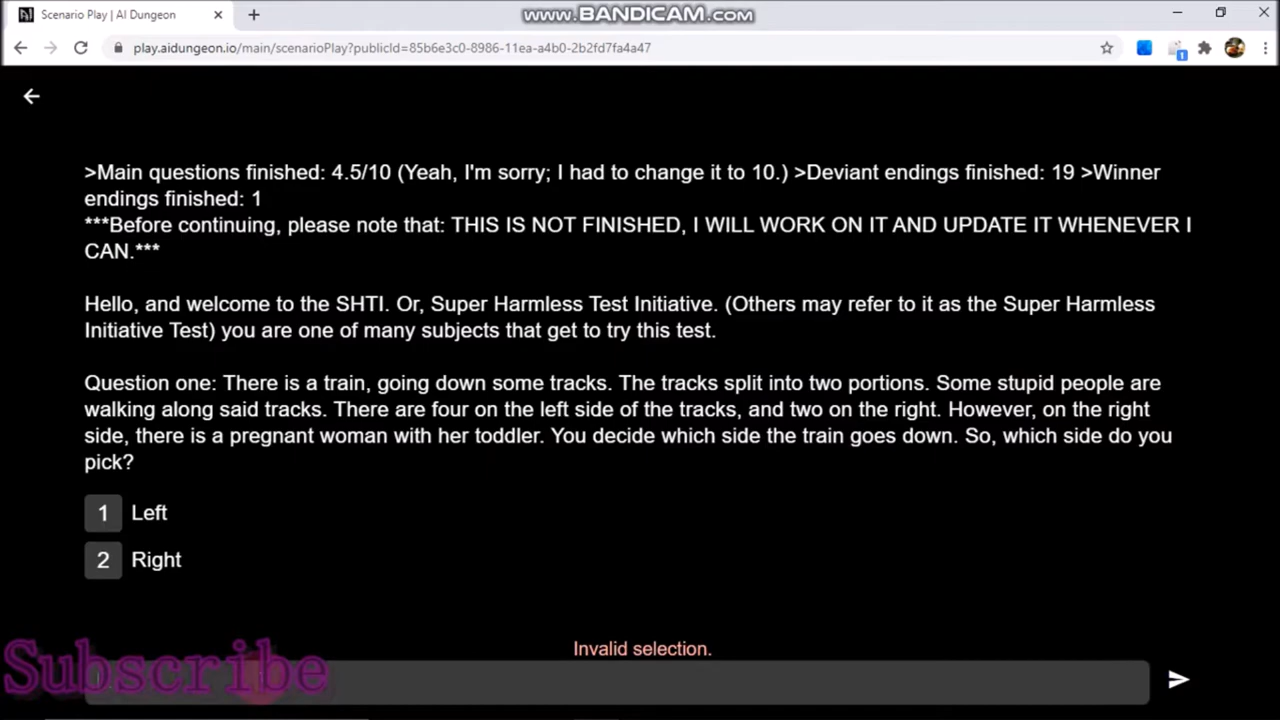 Scenario Play | AI Dungeon
www.BANDICAM.com
play.aidungeon.io/main/scenarioPlay?publicId=85b6e3c0-8986-11ea-a4b0-2b2fd7fa4a47
1
>Main questions finished: 4.5/10 (Yeah, I'm sorry; I had to change it to 10.) >Deviant endings finished: 19 >Winner
endings finished: 1
***Before continuing, please note that: THIS IS NOT FINISHED, I WILL WORK ON IT AND UPDATE IT WHENEVER I
CAN.***
Hello, and welcome to the SHTI. Or, Super Harmless Test Initiative. (Others may refer to it as the Super Harmless
Initiative Test) you are one of many subjects that get to try this test.
Question one: There is a train, going down some tracks. The tracks split into two portions. Some stupid people are
walking along said tracks. There are four on the left side of the tracks, and two on the right. However, on the right
side, there is a pregnant woman with her toddler. You decide which side the train goes down. So, which side do you
pick?
1 Left
2 Right
Invalid selection.
Subscribe